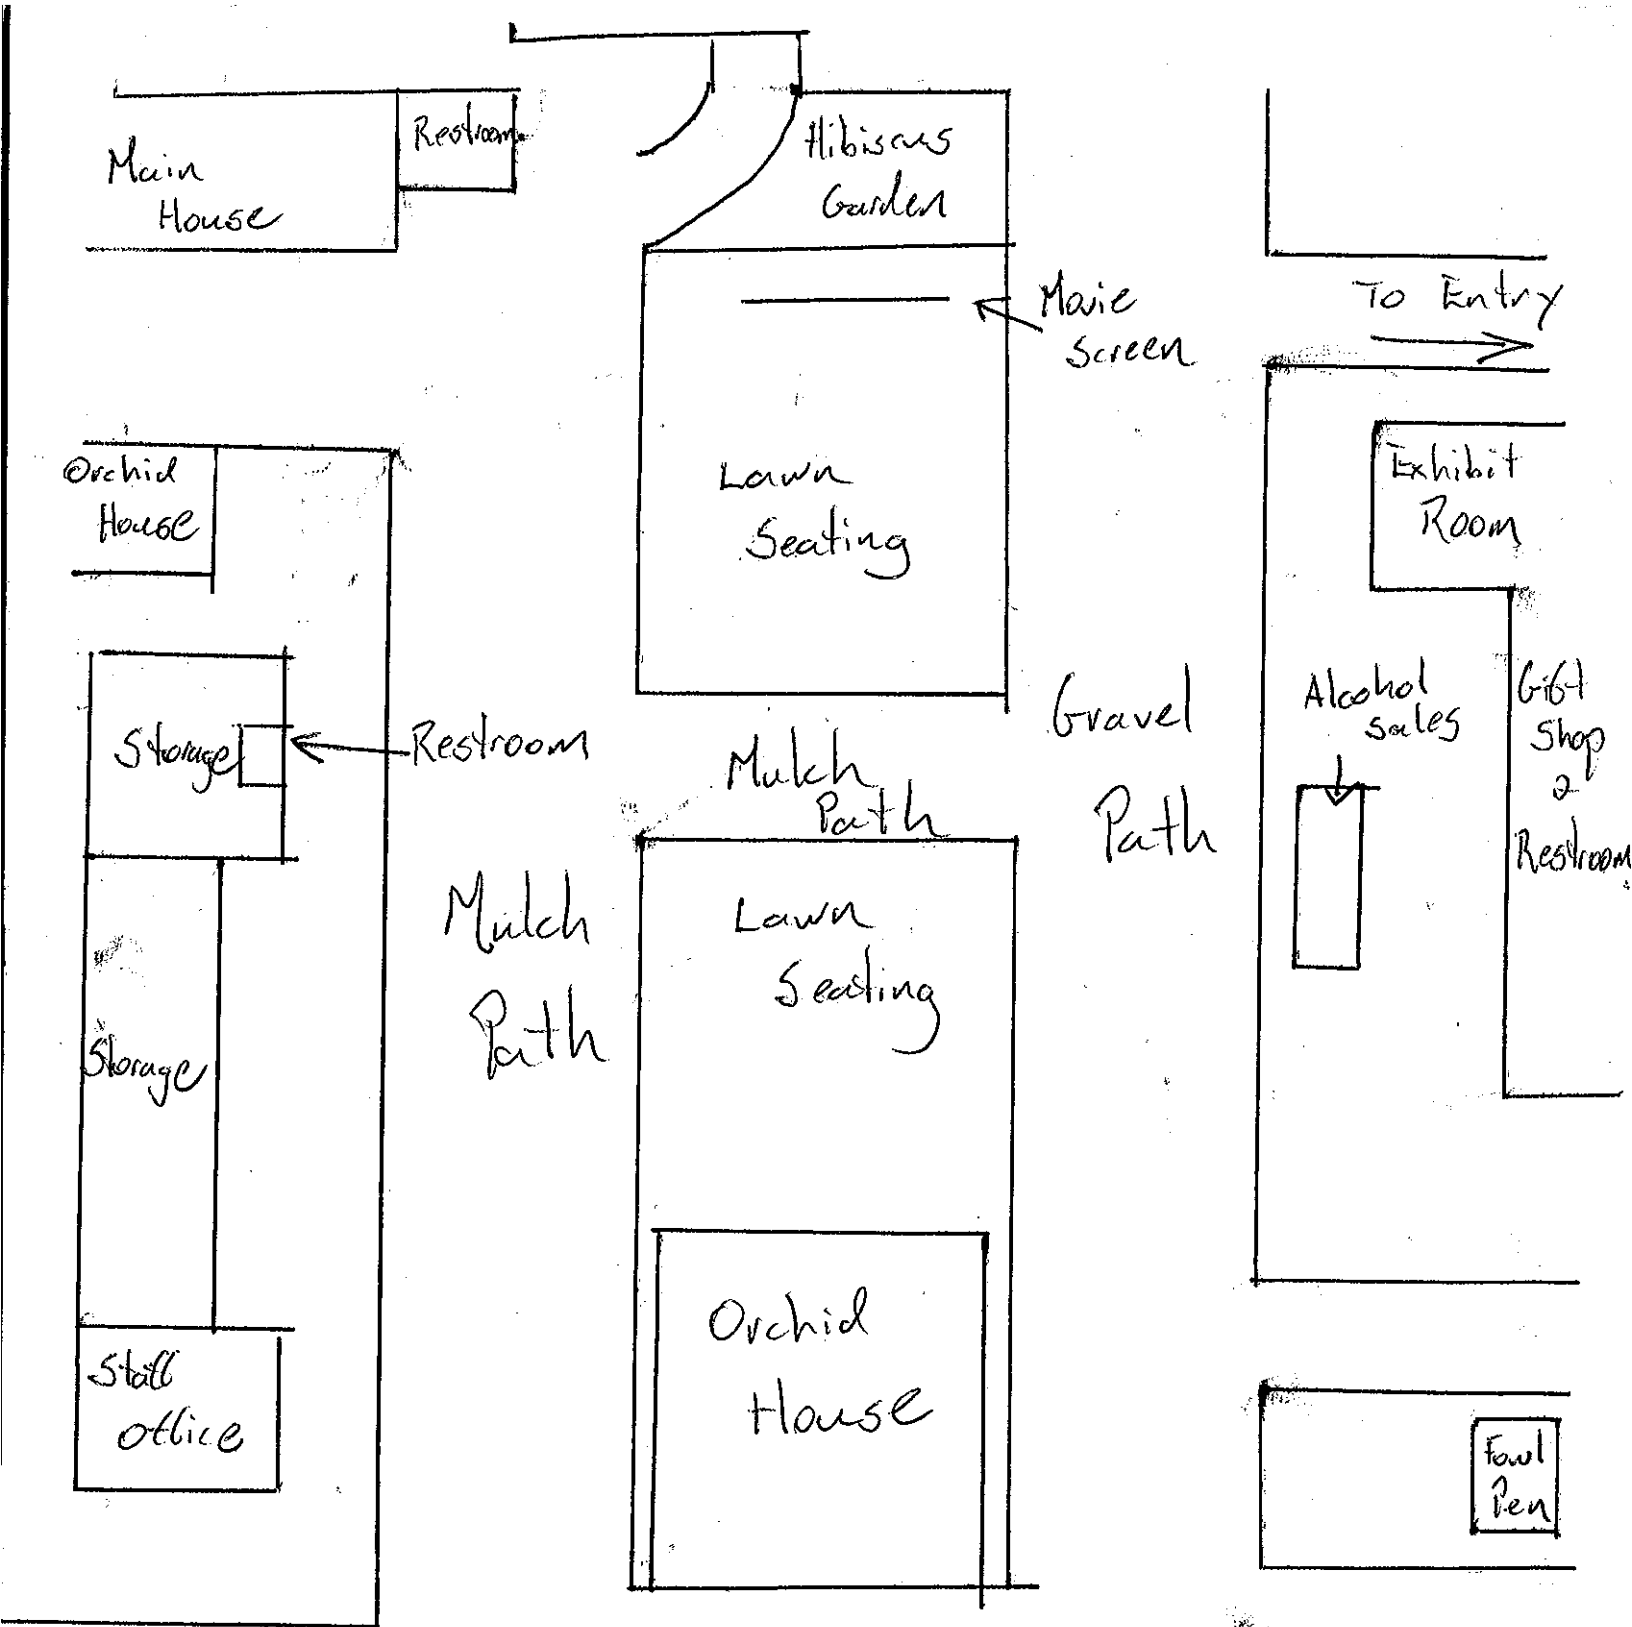 Main
House
Restroom
Hibiscus
Garden
Movie
Screen
To Entry
Orchid
House
Lawn
Seating
Exhibit
Room
Storage
Restroom
Mulch
Path
Gravel
Path
Alcohol
Sales
Gift
Shop
2
Restroom
Mulch
Path
Lawn
Seating
Storage
Orchid
House
Staff
Office
Fowl
Pen